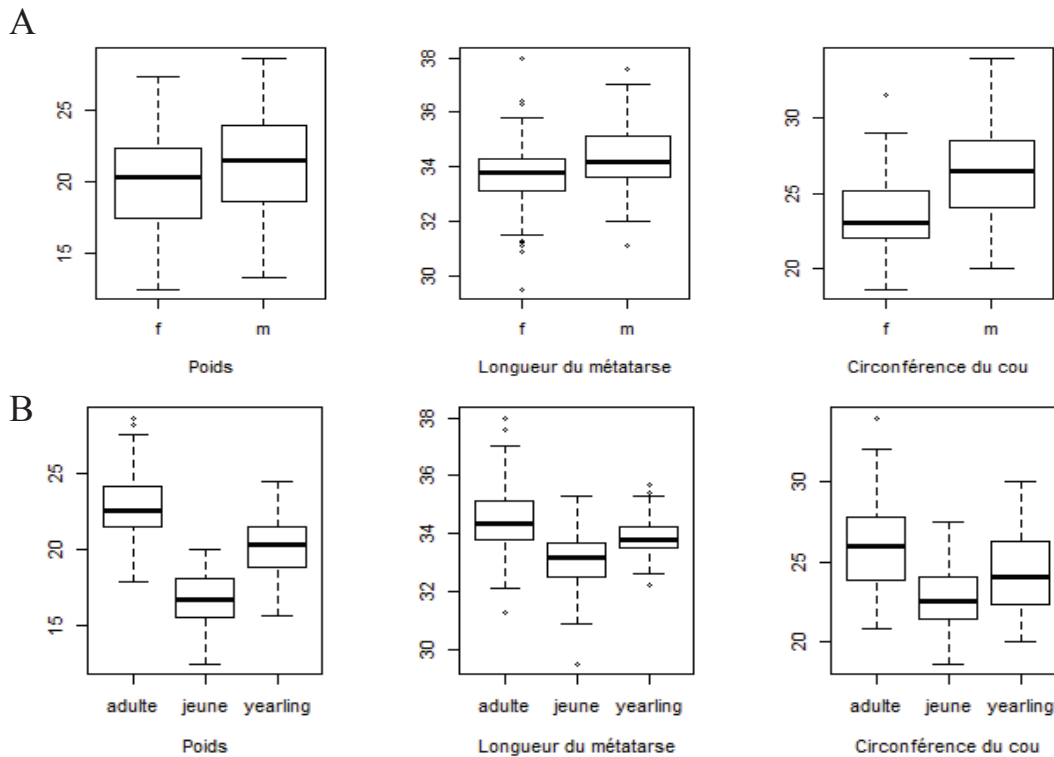 A
15 20 25
f m
Poids
30 32 34 36 38
f m
Longueur du métatarse
20 25 30
f m
Circonférence du cou
B
15 20 25
adulte jeune yearling
Poids
30 32 34 36 38
adulte jeune yearling
Longueur du métatarse
20 25 30
adulte jeune yearling
Circonférence du cou